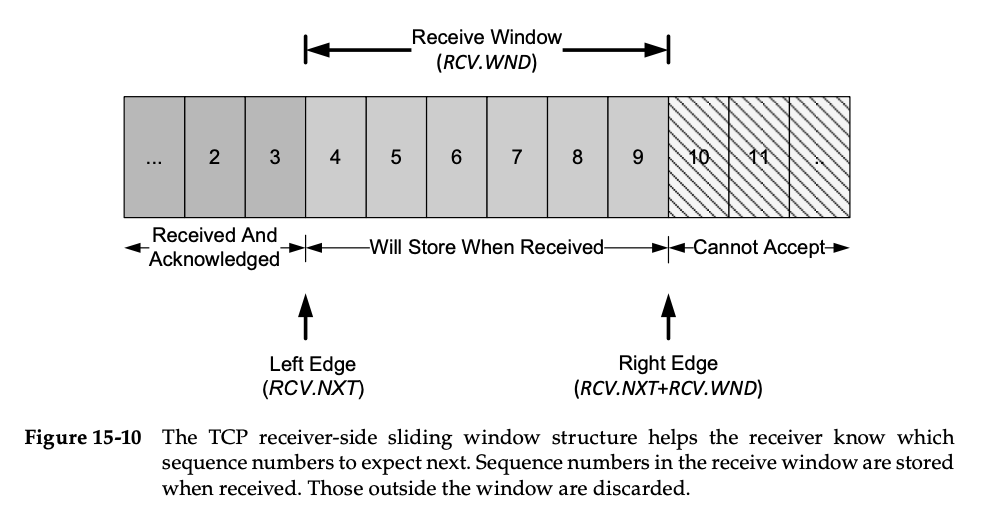 Receive Window
(RCV.WND)
... 2 3 4 5 6 7 8 9 10 11 ..
Received And
Acknowledged
Will Store When Received
Cannot Accept
Left Edge
(RCV.NXT)
Right Edge
(RCV.NXT+RCV.WND)
Figure 15-10 The TCP receiver-side sliding window structure helps the receiver know which
sequence numbers to expect next. Sequence numbers in the receive window are stored
when received. Those outside the window are discarded.